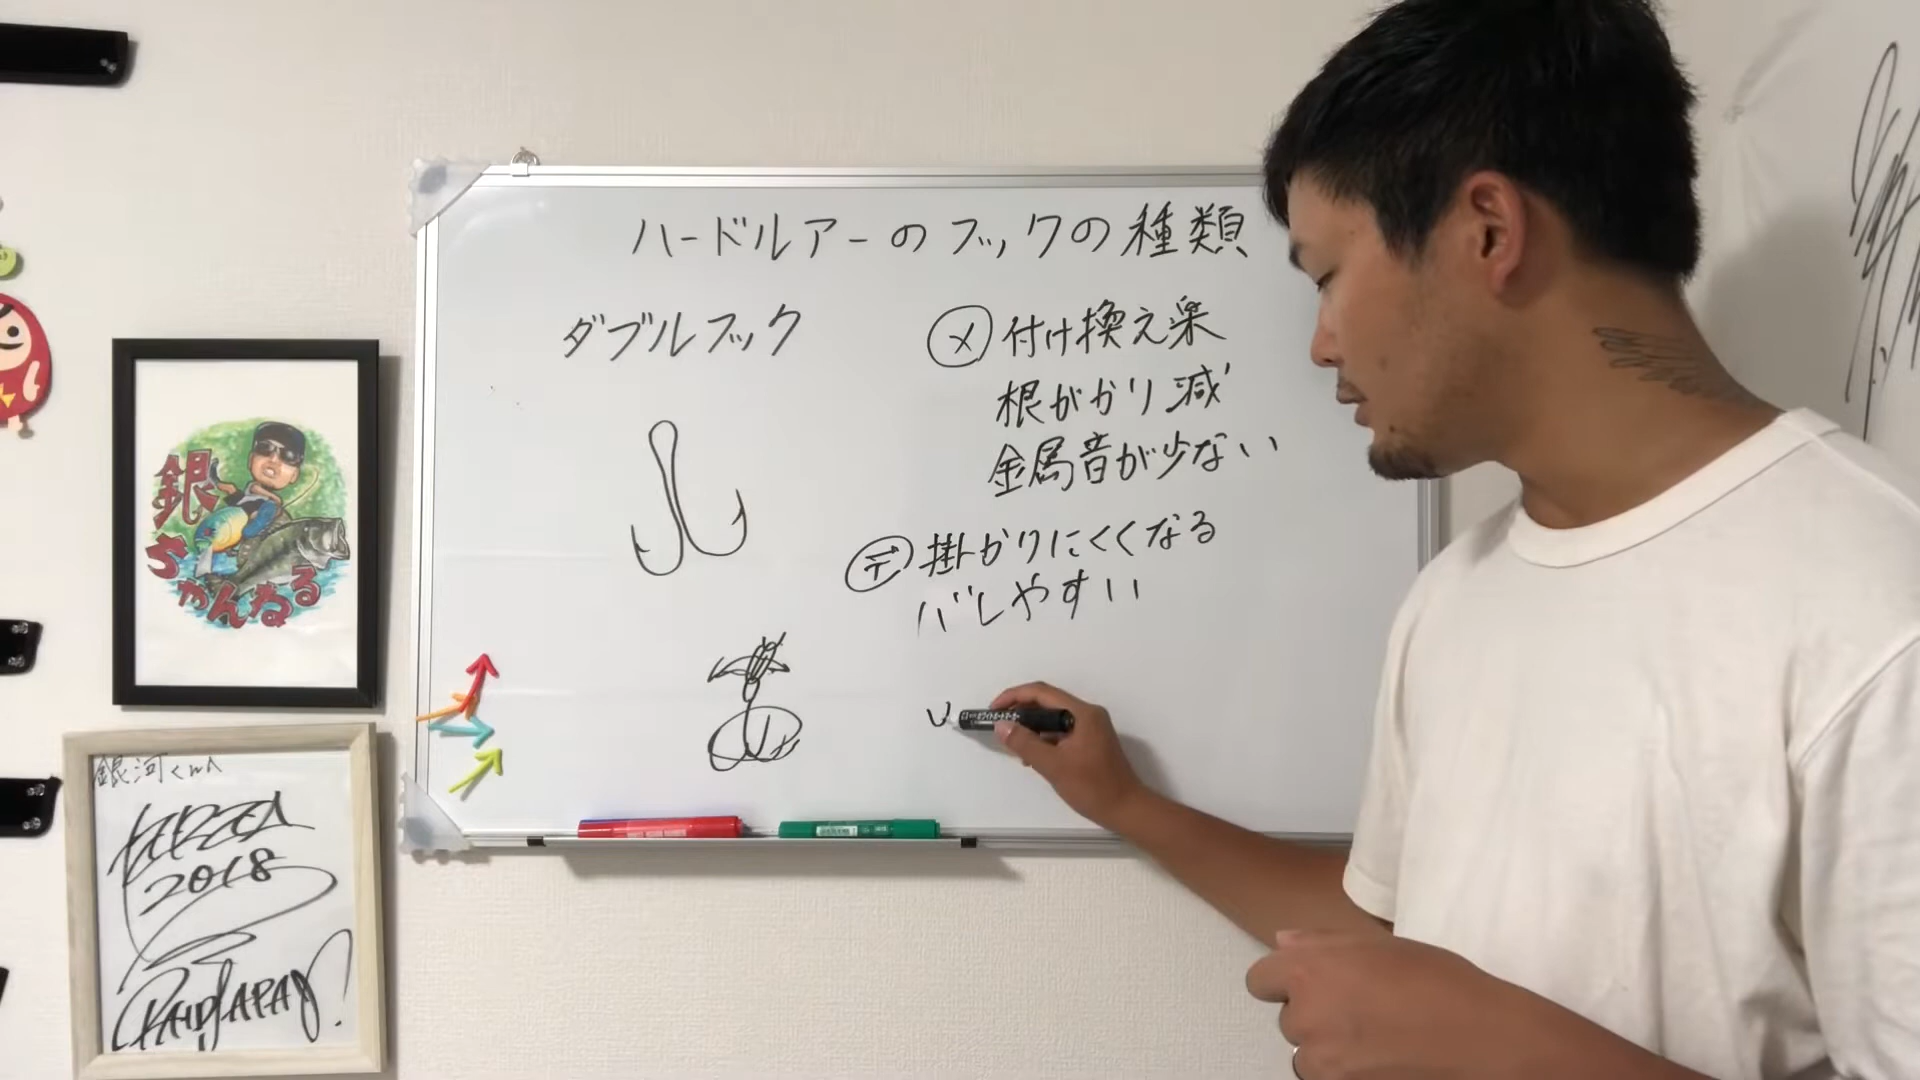 ハードルアーのフックの種類
ダブルフック
メ 付け換え楽
根がかり減
金属音が少ない
デ 掛かりにくくなる
バレやすい
銀ちゃんねる
銀河くんへ
2018